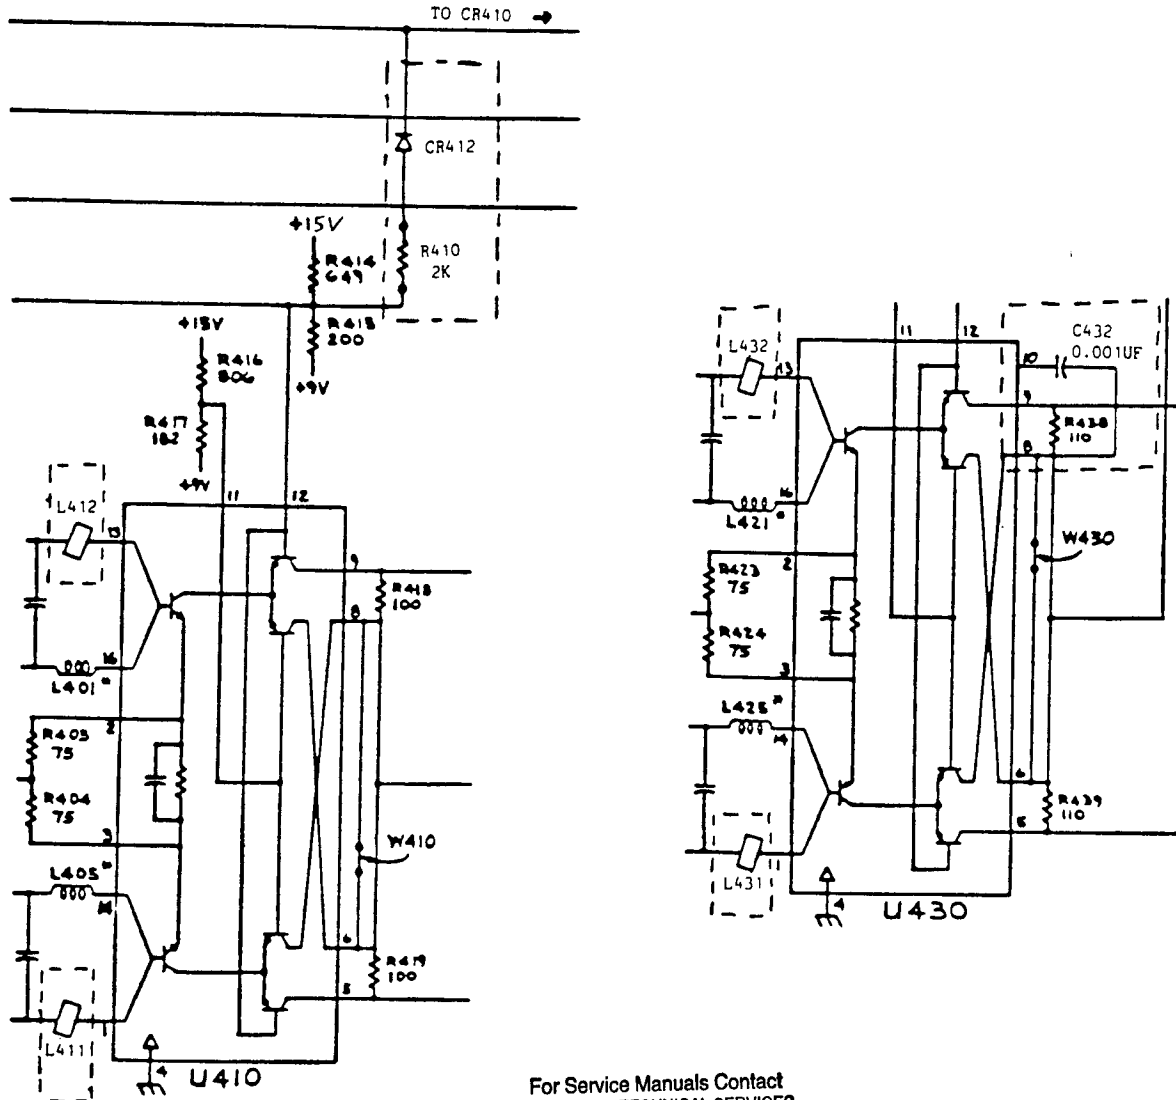 TO CR410
CR412
+15V
R414
649
R410
2K
R415
200
+9V
+15V
R416
806
R417
182
+9V
11
12
L412
13
9
R418
100
8
16
L401*
2
R403
75
R404
75
3
W410
L405*
14
6
R419
100
5
L411
1
4
U410
11
12
C432
0.001UF
10
L432
13
9
R438
110
8
16
L421*
W430
2
R423
75
R424
75
3
L425*
14
6
R439
110
5
L431
4
U430
For Service Manuals Contact